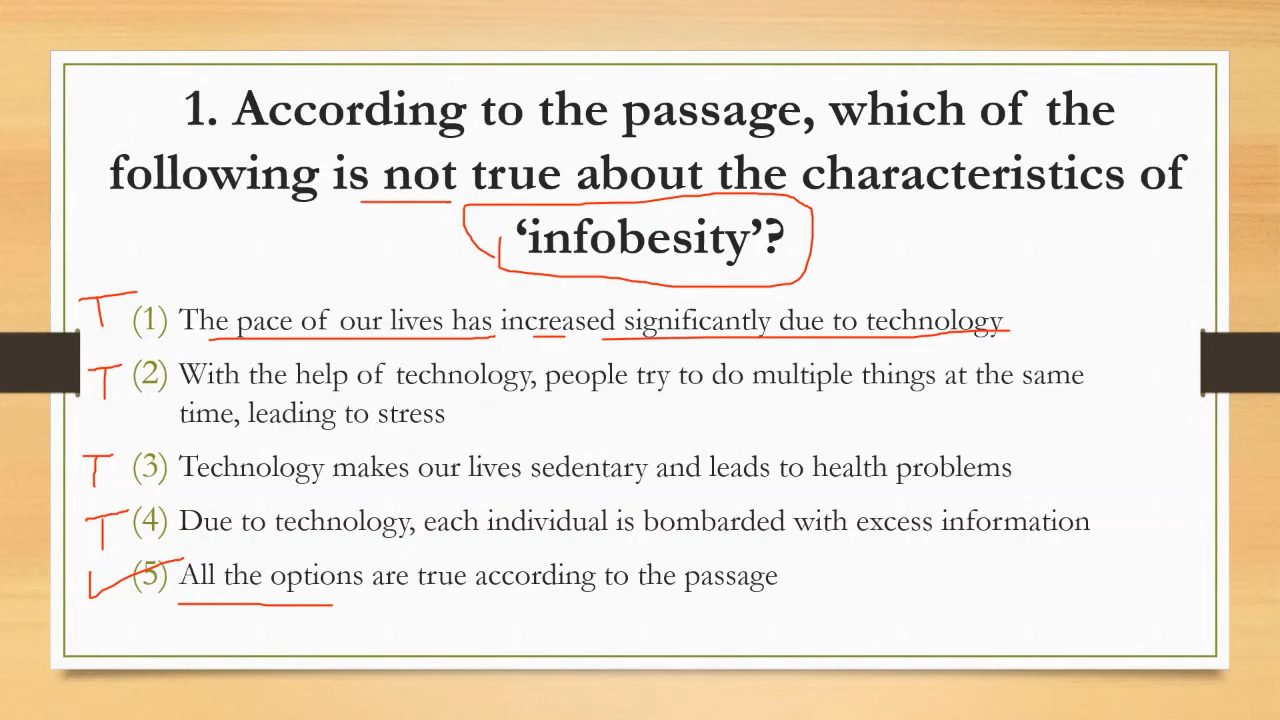 1. According to the passage, which of the
following is not true about the characteristics of
‘infobesity’?
T (1) The pace of our lives has increased significantly due to technology
T (2) With the help of technology, people try to do multiple things at the same
time, leading to stress
T (3) Technology makes our lives sedentary and leads to health problems
T (4) Due to technology, each individual is bombarded with excess information
(5) All the options are true according to the passage